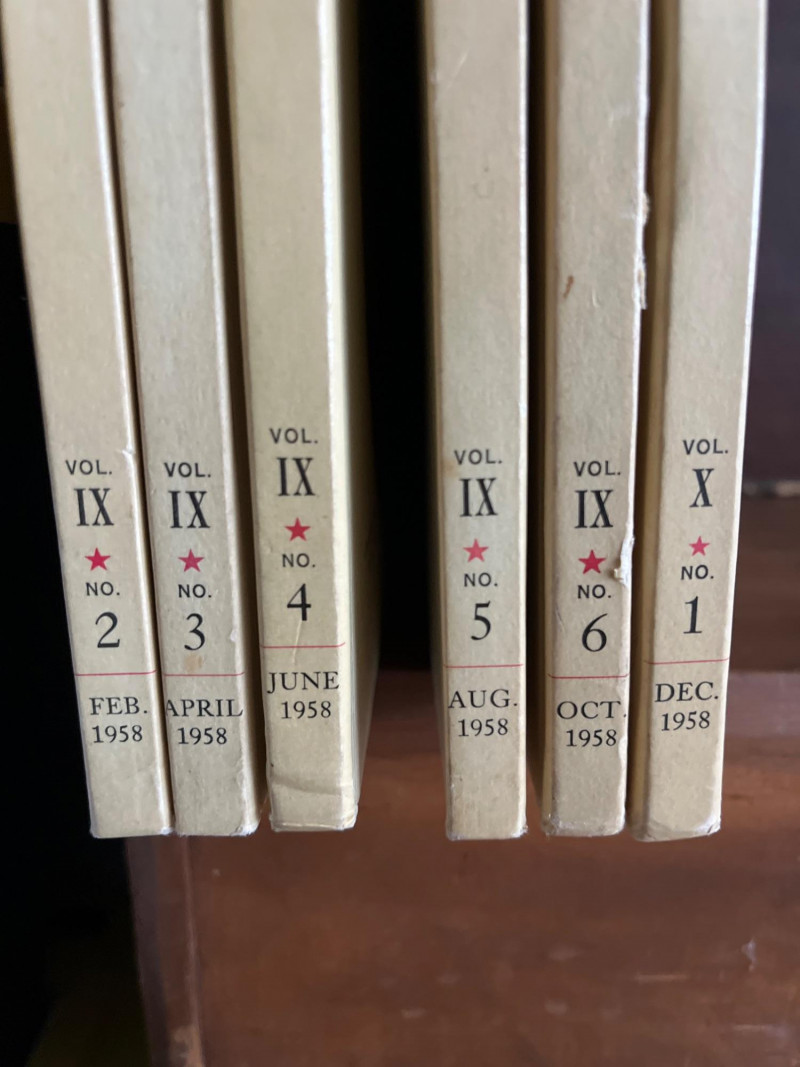 VOL.
IX
★
NO.
2
FEB.
1958
VOL.
IX
★
NO.
3
APRIL
1958
VOL.
IX
★
NO.
4
JUNE
1958
VOL.
IX
★
NO.
5
AUG.
1958
VOL.
IX
★
NO.
6
OCT.
1958
VOL.
X
★
NO.
1
DEC.
1958